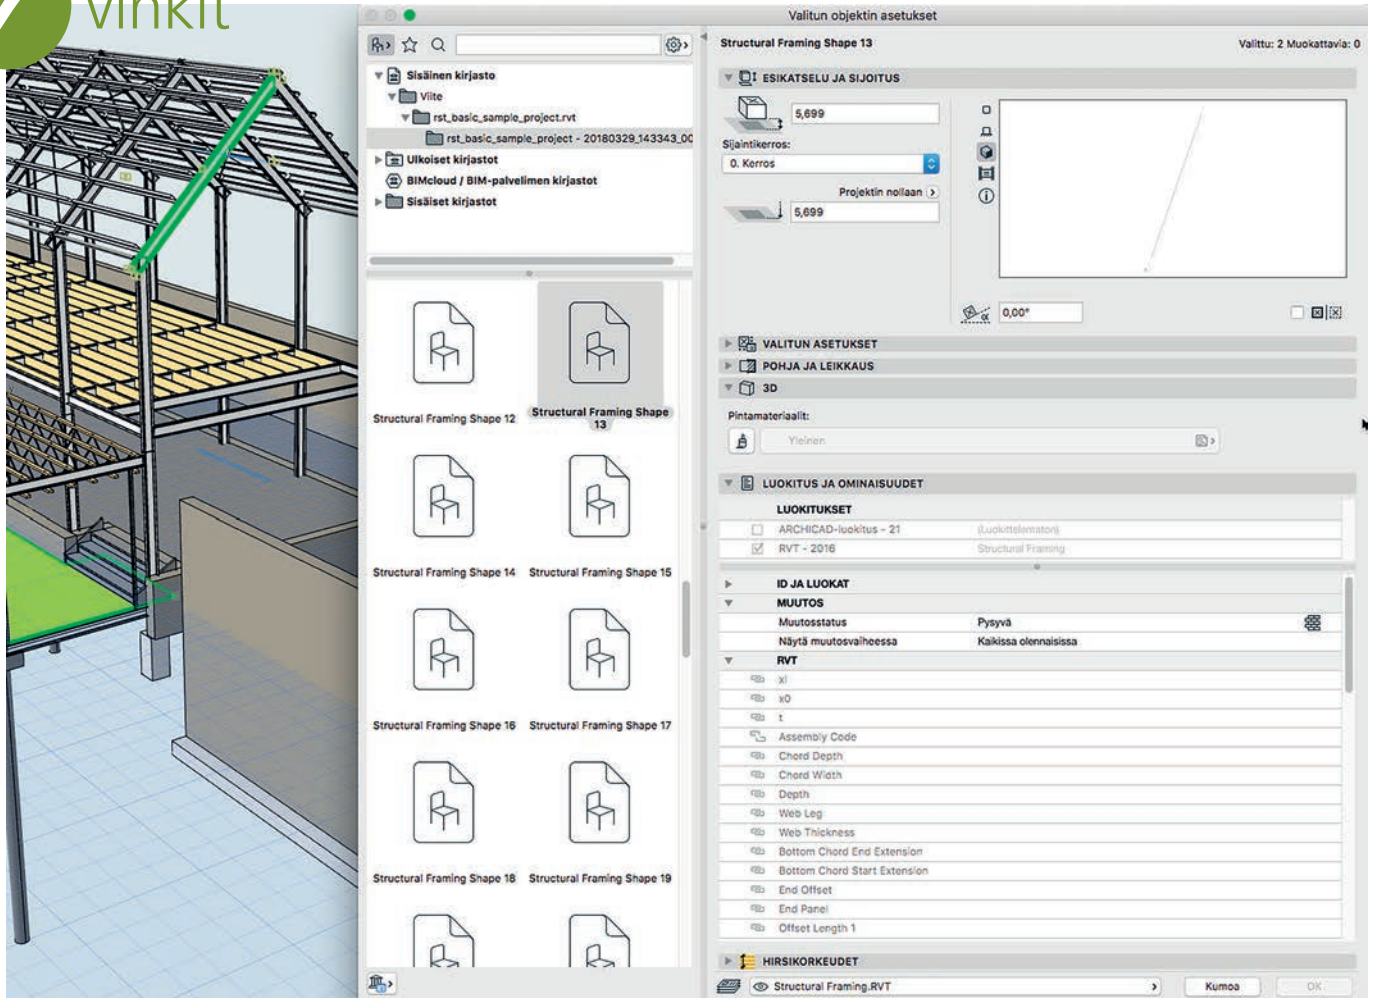 vinkit
Valitun objektin asetukset
Structural Framing Shape 13
Valittu: 2 Muokattavia: 0
Sisäinen kirjasto
Viite
rst_basic_sample_project.rvt
rst_basic_sample_project - 20180329_143343_00
Ulkoiset kirjastot
BIMcloud / BIM-palvelimen kirjastot
Sisäiset kirjastot
Structural Framing Shape 12
Structural Framing Shape
13
Structural Framing Shape 14
Structural Framing Shape 15
Structural Framing Shape 16
Structural Framing Shape 17
Structural Framing Shape 18
Structural Framing Shape 19
ESIKATSELU JA SIJOITUS
5,699
Sijaintikerros:
0. Kerros
Projektin nollaan
5,699
0,00°
VALITUN ASETUKSET
POHJA JA LEIKKAUS
3D
Pintamateriaalit:
Yleinen
LUOKITUS JA OMINAISUUDET
LUOKITUKSET
ARCHICAD-luokitus - 21
(Luokittelematon)
RVT - 2016
Structural Framing
ID JA LUOKAT
MUUTOS
Muutosstatus
Pysyvä
Näytä muutosvaiheessa
Kaikissa olennaisissa
RVT
xl
x0
t
Assembly Code
Chord Depth
Chord Width
Depth
Web Leg
Web Thickness
Bottom Chord End Extension
Bottom Chord Start Extension
End Offset
End Panel
Offset Length 1
HIRSIKORKEUDET
Structural Framing.RVT
Kumoa
OK